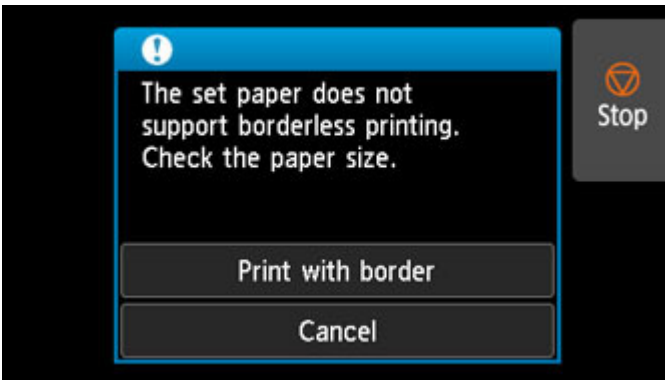 The set paper does not
support borderless printing.
Check the paper size.
Print with border
Cancel
Stop